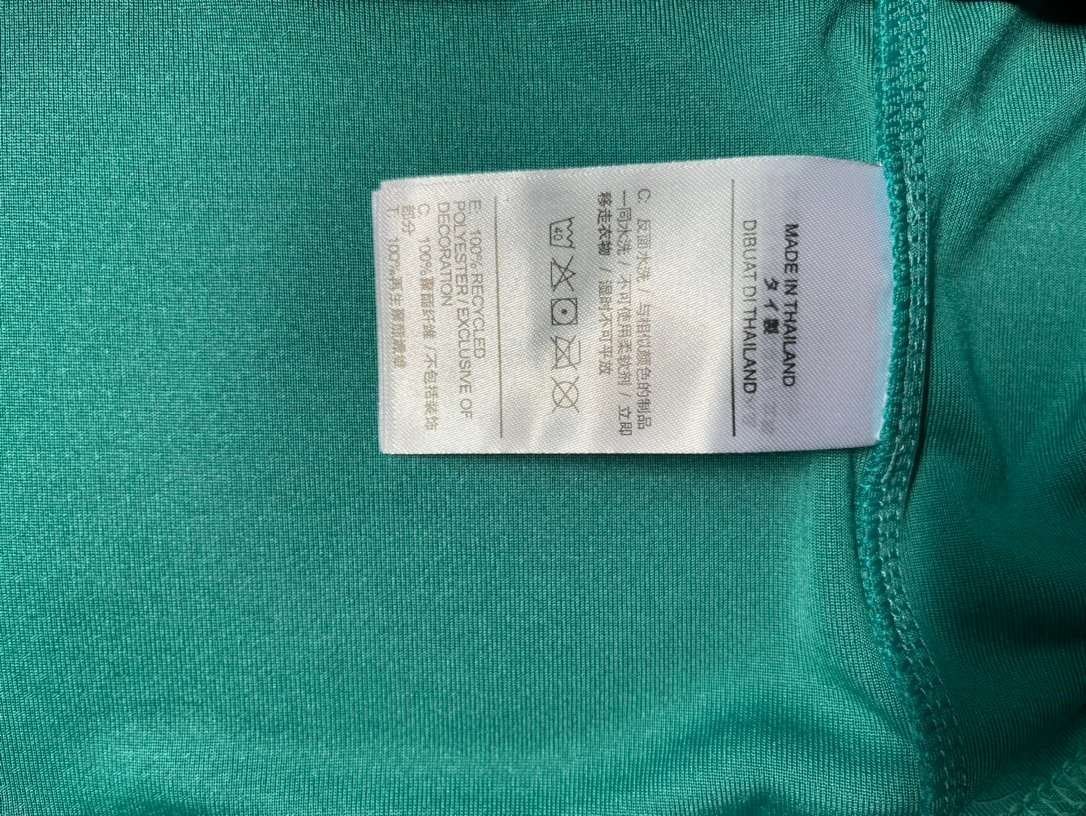 MADE IN THAILAND
タイ製
DIBUAT DI THAILAND
C: 反面水洗 / 与相似颜色的制品
一同水洗 / 不可使用柔软剂 / 立即
移走衣物 / 湿时不可平放
40
E: 100% RECYCLED
POLYESTER / EXCLUSIVE OF
DECORATION
C: 100%聚酯纤维 / 不包括装饰
部分
T: 100%再生聚酯纖維